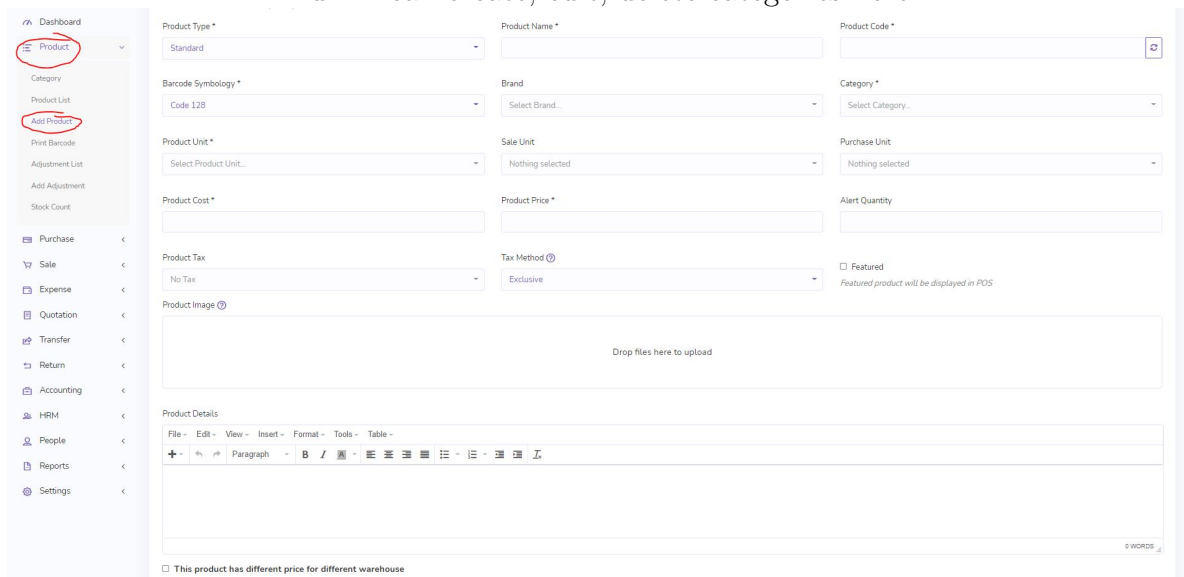 Dashboard
Product
Category
Product List
Add Product
Print Barcode
Adjustment List
Add Adjustment
Stock Count
Purchase
Sale
Expense
Quotation
Transfer
Return
Accounting
HRM
People
Reports
Settings
Product Type * Product Name * Product Code *
Standard
Barcode Symbology * Brand Category *
Code 128 Select Brand... Select Category...
Product Unit * Sale Unit Purchase Unit
Select Product Unit... Nothing selected Nothing selected
Product Cost * Product Price * Alert Quantity
Product Tax Tax Method
No Tax Exclusive Featured
Featured product will be displayed in POS
Product Image
Drop files here to upload
Product Details
File Edit View Insert Format Tools Table
Paragraph B I A
0 WORDS
This product has different price for different warehouse